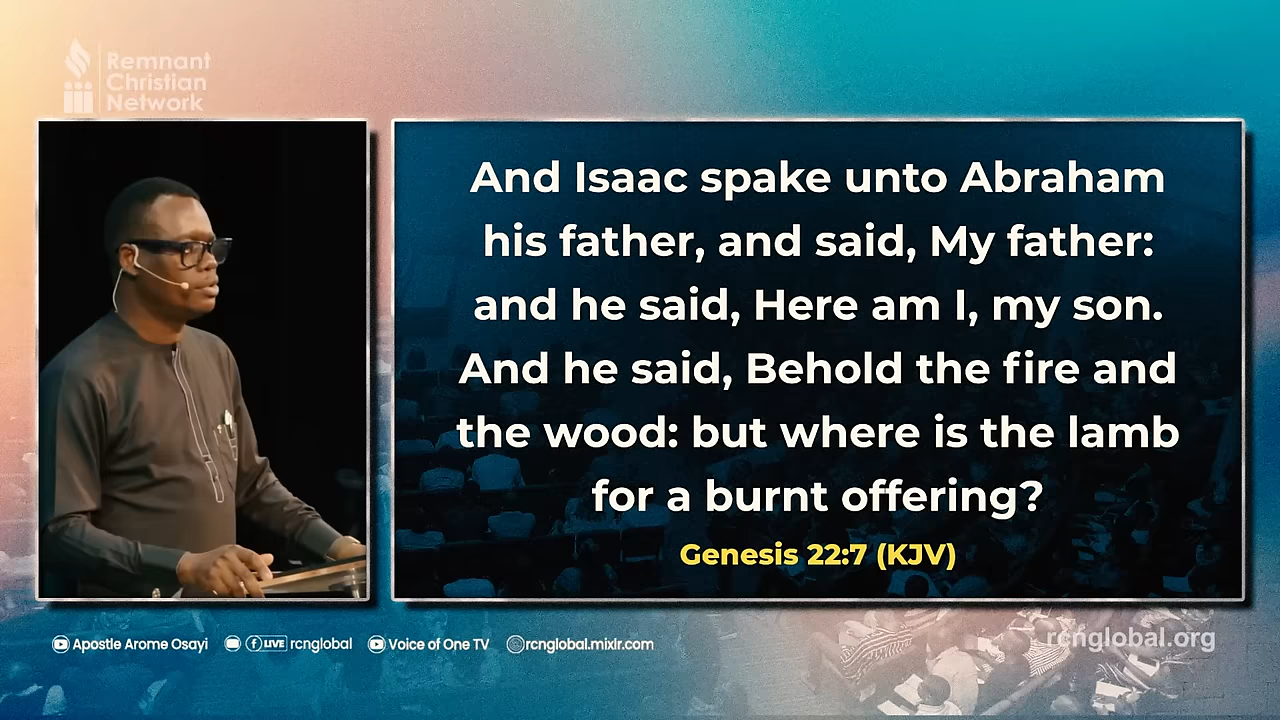 Remnant
Christian
Network
And Isaac spake unto Abraham
his father, and said, My father:
and he said, Here am I, my son.
And he said, Behold the fire and
the wood: but where is the lamb
for a burnt offering?
Genesis 22:7 (KJV)
Apostle Arome Osayi
LIVE rcnglobal
Voice of One TV
rcnglobal.mixlr.com
rcnglobal.org